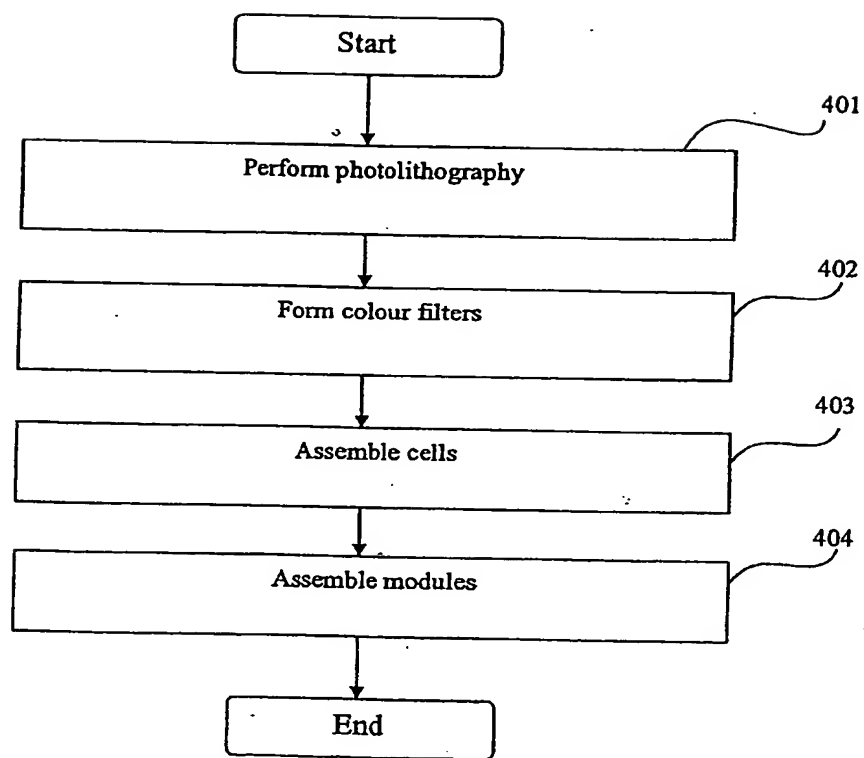 Start
401
Perform photolithography
402
Form colour filters
403
Assemble cells
404
Assemble modules
End